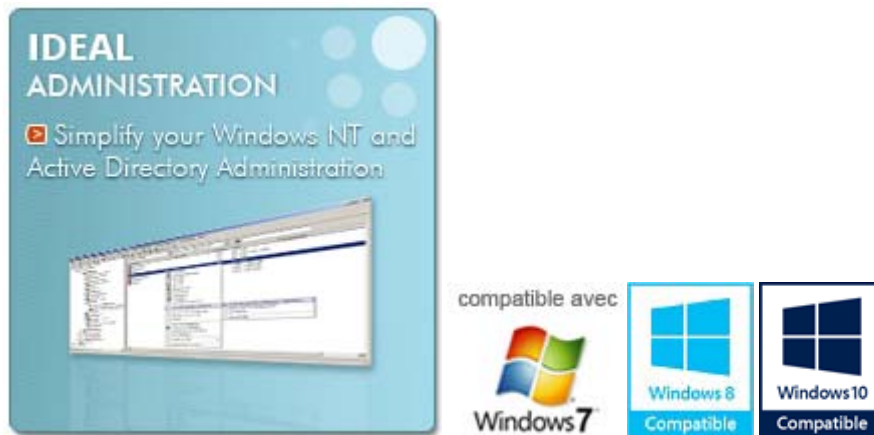 IDEAL
ADMINISTRATION
Simplify your Windows NT and
Active Directory Administration
compatible avec
Windows 7
Windows 8
Compatible
Windows 10
Compatible